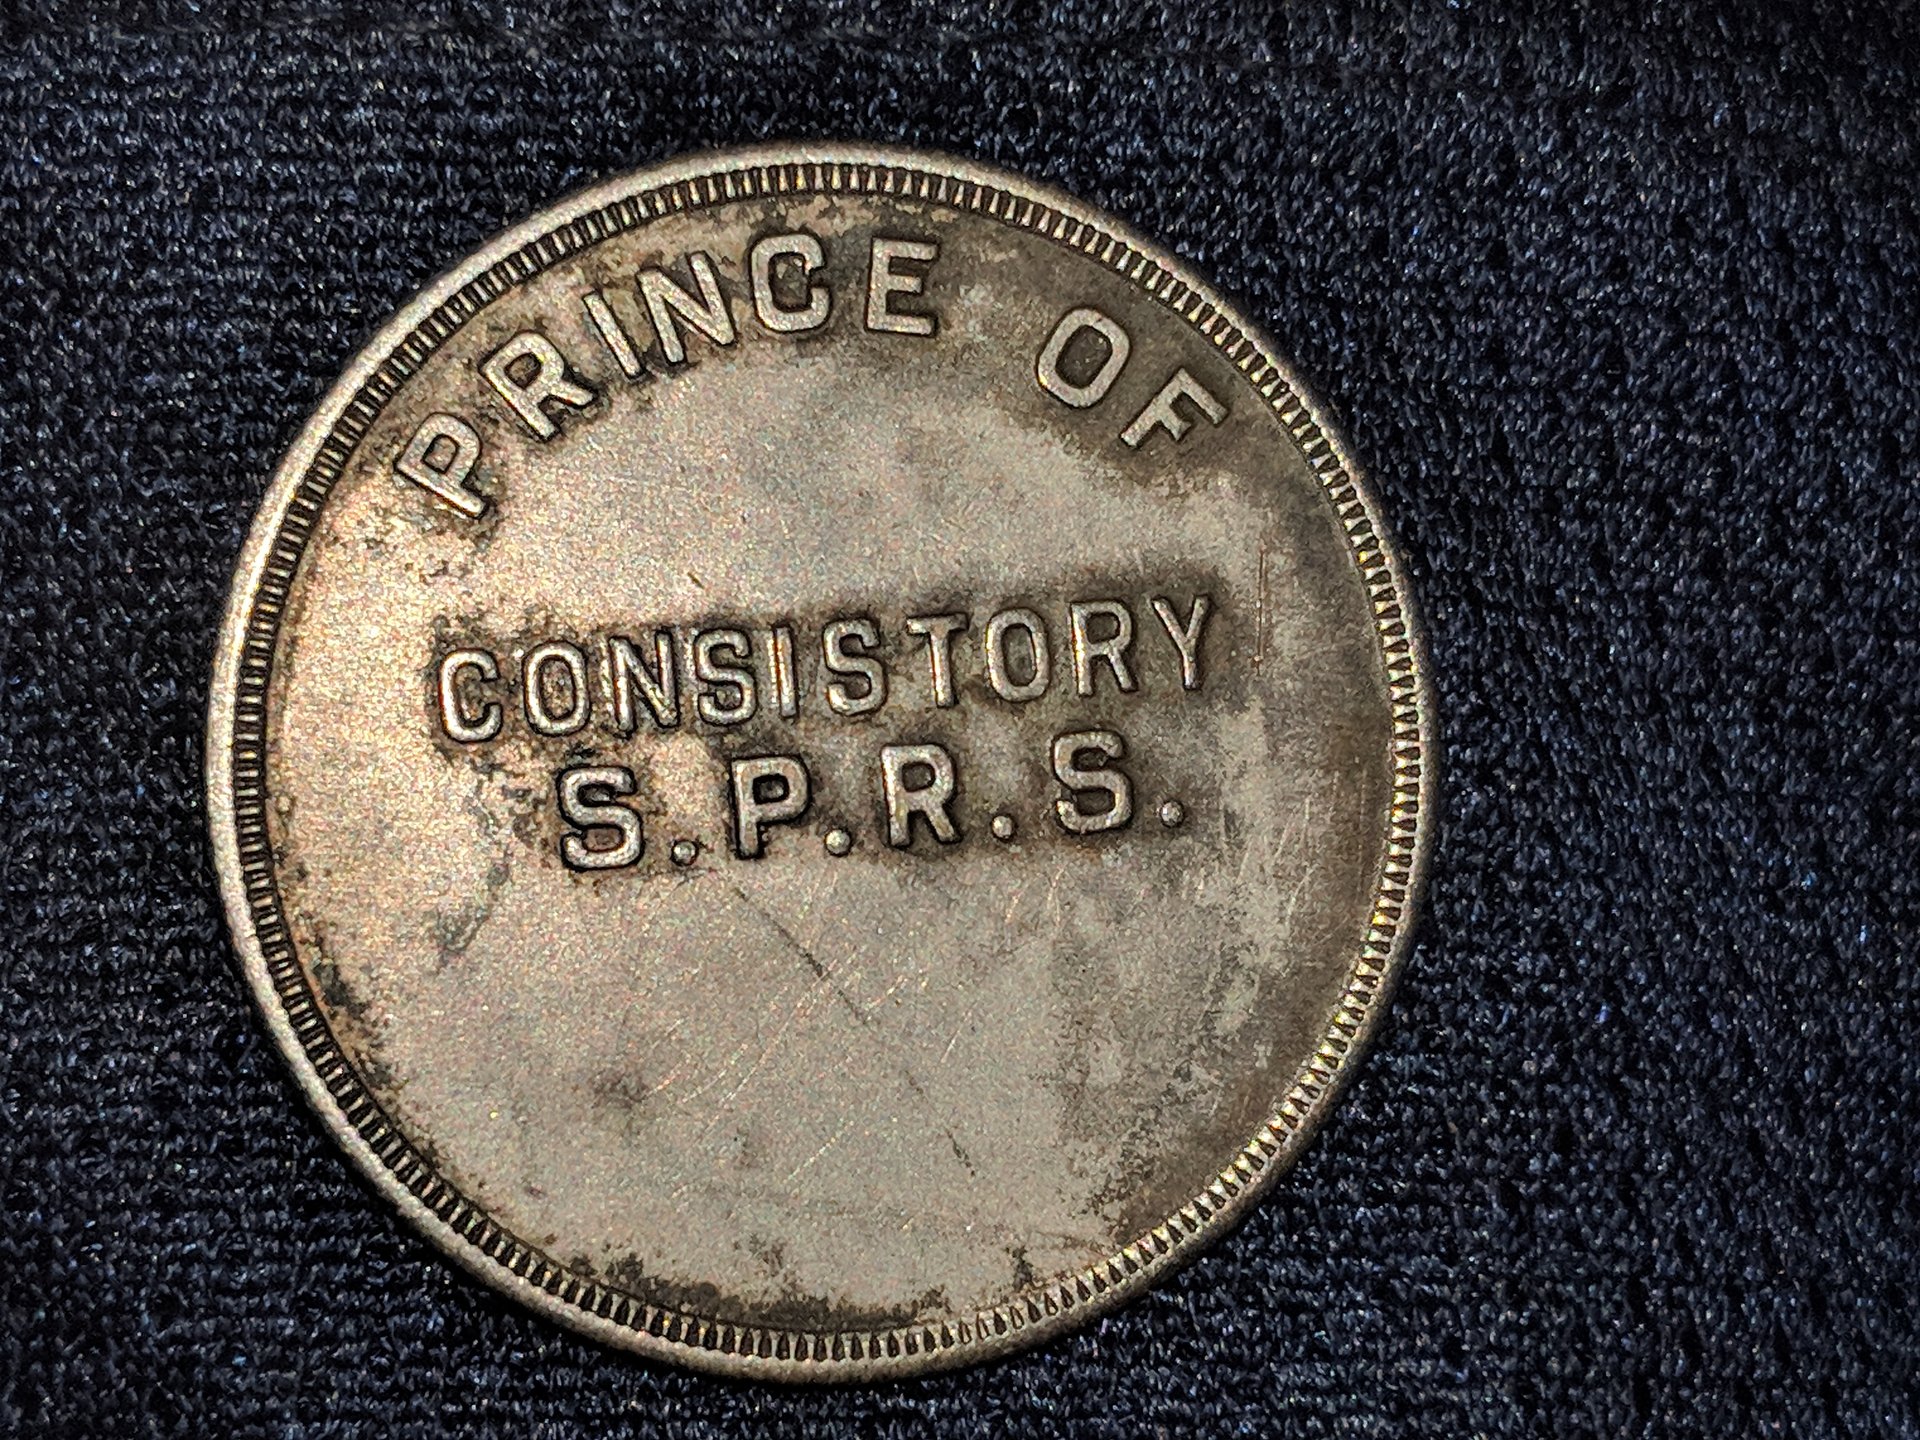 PRINCE OF
CONSISTORY
S.P.R.S.